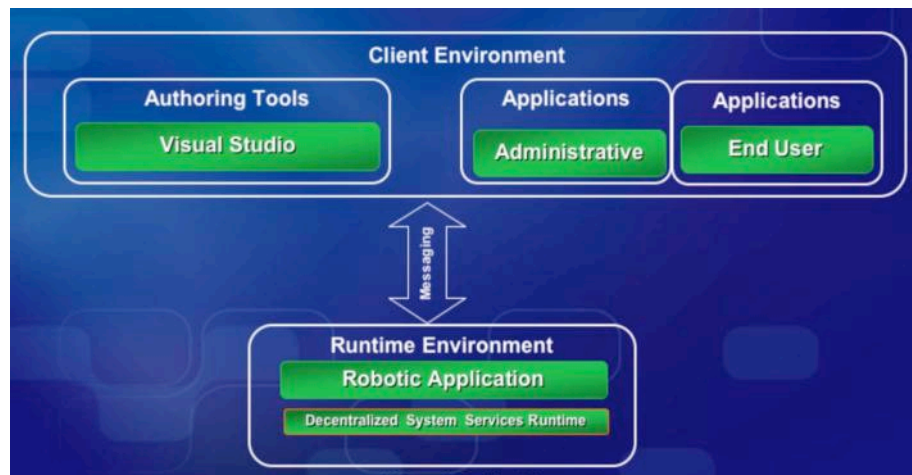 Client Environment
Authoring Tools
Visual Studio
Applications
Administrative
Applications
End User
Messaging
Runtime Environment
Robotic Application
Decentralized System Services Runtime